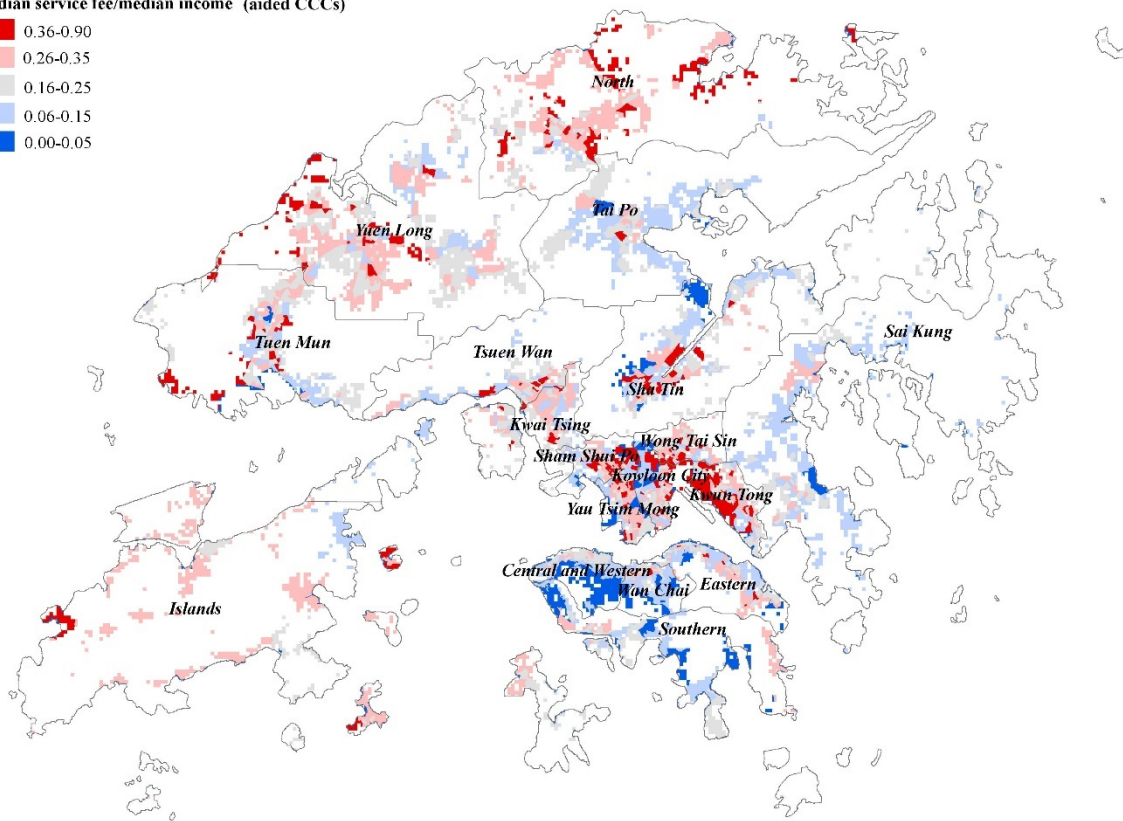 dian service fee/median income (aided CCCs)
0.36-0.90
0.26-0.35
0.16-0.25
0.06-0.15
0.00-0.05
North
Tai Po
Yuen Long
Sai Kung
Tuen Mun
Tsuen Wan
Sha Tin
Kwai Tsing
Wong Tai Sin
Sham Shui Po
Kowloon City
Kwun Tong
Yau Tsim Mong
Central and Western
Wan Chai
Eastern
Islands
Southern